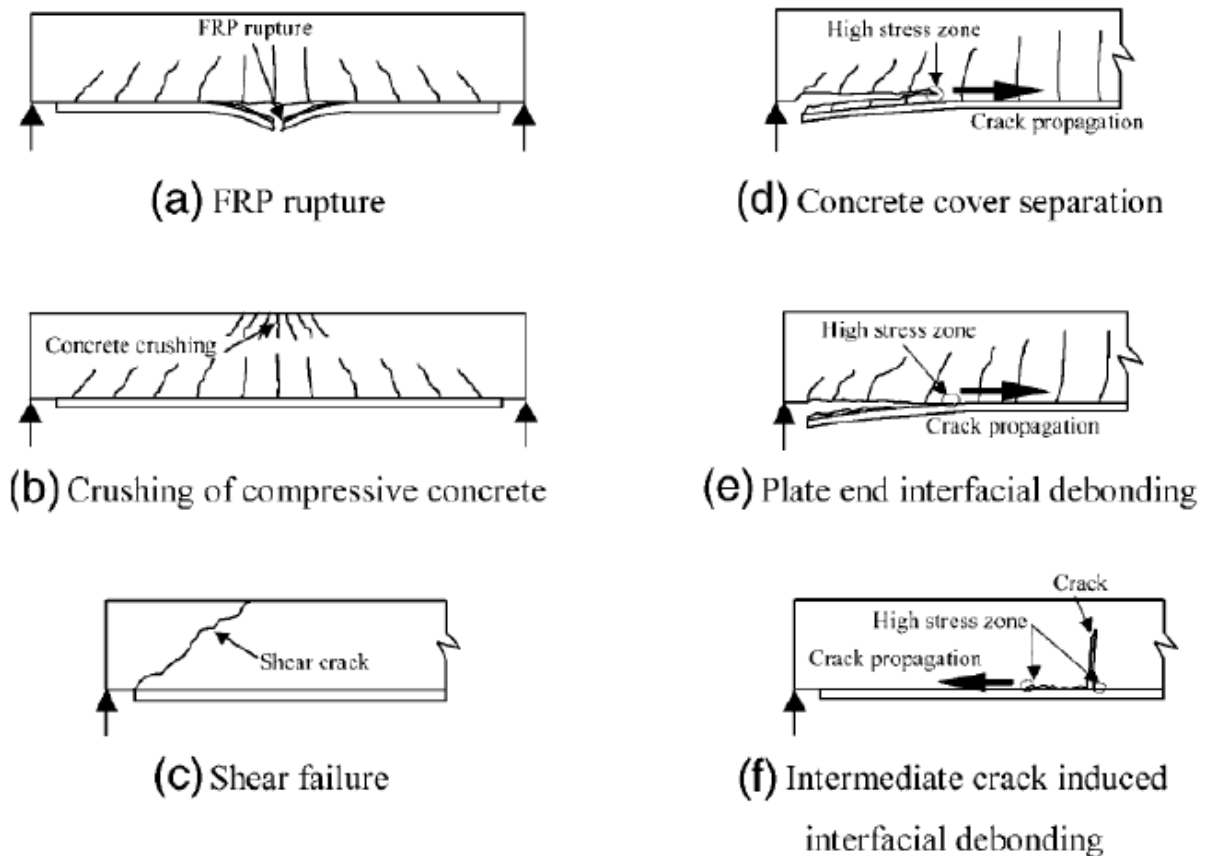 FRP rupture
(a) FRP rupture
Concrete crushing
(b) Crushing of compressive concrete
Shear crack
(c) Shear failure
High stress zone
Crack propagation
(d) Concrete cover separation
High stress zone
Crack propagation
(e) Plate end interfacial debonding
Crack
High stress zone
Crack propagation
(f) Intermediate crack induced
interfacial debonding